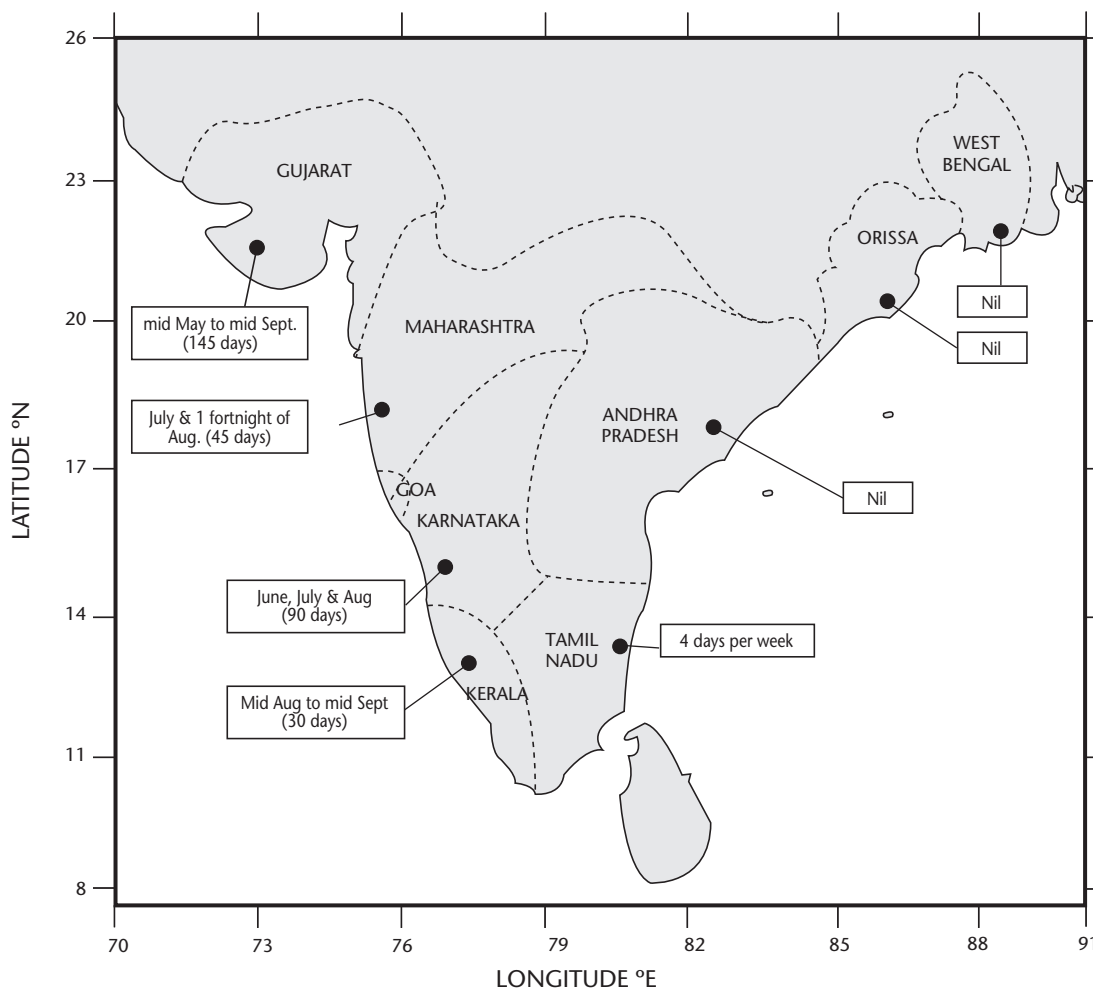 26
23
20
17
14
11
8
LATITUDE ºN
GUJARAT
WEST
BENGAL
ORISSA
Nil
mid May to mid Sept.
(145 days)
MAHARASHTRA
Nil
July & 1 fortnight of
Aug. (45 days)
ANDHRA
PRADESH
GOA
Nil
KARNATAKA
June, July & Aug
(90 days)
TAMIL
NADU
4 days per week
Mid Aug to mid Sept
(30 days)
KERALA
70 73 76 79 82 85 88 91
LONGITUDE ºE